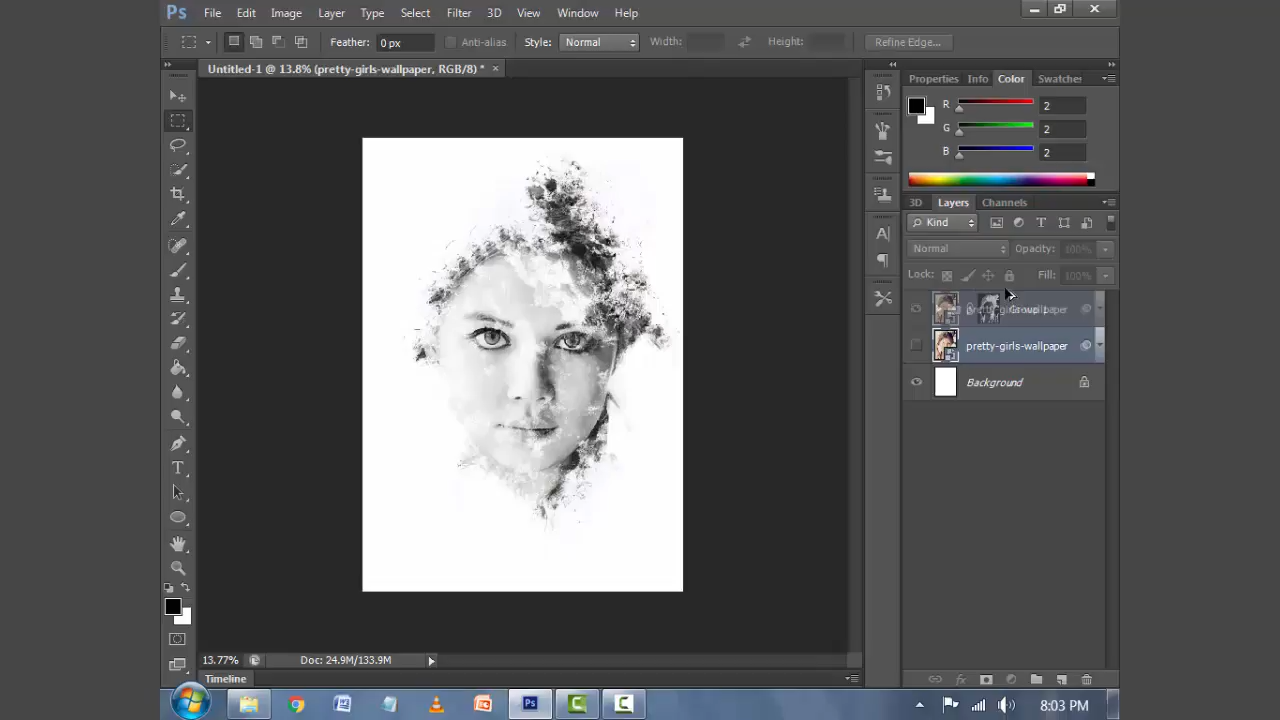 Ps File Edit Image Layer Type Select Filter 3D View Window Help
Feather: 0 px Anti-alias Style: Normal Width: Height: Refine Edge...
Untitled-1 @ 13.8% (pretty-girls-wallpaper, RGB/8) * ×
Properties Info Color Swatches
R 2
G 2
B 2
3D Layers Channels
Kind
Normal Opacity: 100%
Lock: Fill: 100%
pretty-girls-wallpaper
Background
13.77% Doc: 24.9M/133.9M
Timeline
8:03 PM